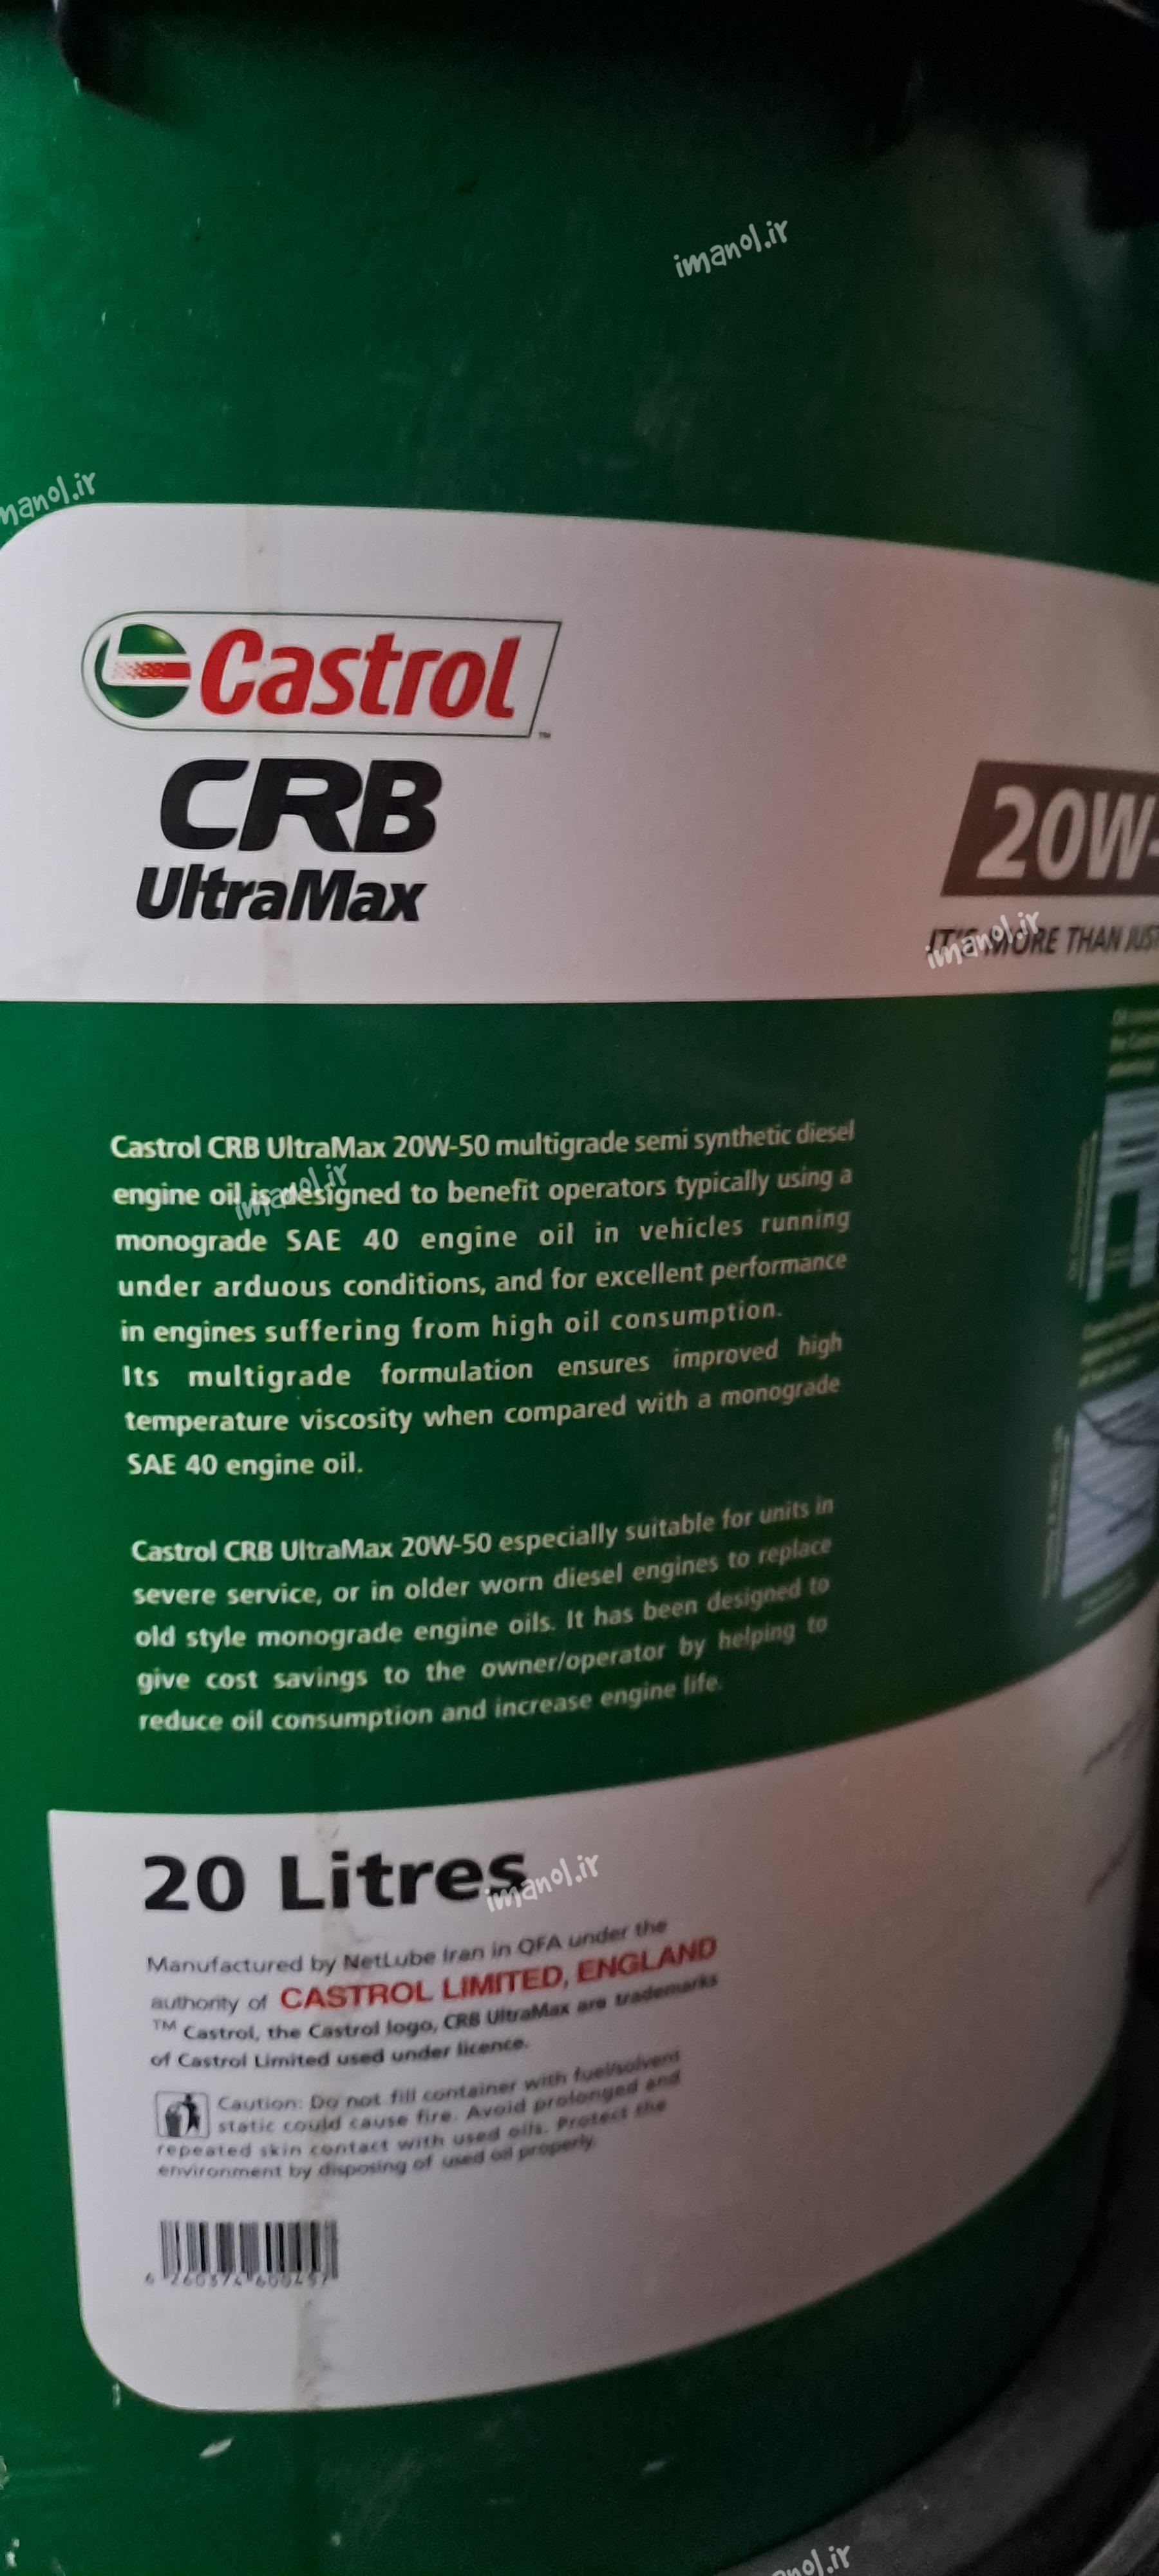 imanol.ir
manol.ir
Castrol
CRB
UltraMax
20W-
imanol.ir
IT'S MORE THAN JUST
Castrol CRB UltraMax 20W-50 multigrade semi synthetic diesel
engine oil is designed to benefit operators typically using a
imanol.ir
monograde SAE 40 engine oil in vehicles running
under arduous conditions, and for excellent performance
in engines suffering from high oil consumption.
Its multigrade formulation ensures improved high
temperature viscosity when compared with a monograde
SAE 40 engine oil.
Castrol CRB UltraMax 20W-50 especially suitable for units in
severe service, or in older worn diesel engines to replace
old style monograde engine oils. It has been designed to
give cost savings to the owner/operator by helping to
reduce oil consumption and increase engine life.
20 Litres
imanol.ir
Manufactured by NetLube Iran in QFA under the
authority of CASTROL LIMITED, ENGLAND
™ Castrol, the Castrol logo, CRB UltraMax are trademarks
of Castrol Limited used under licence.
Caution: Do not fill container with fuel/solvent
static could cause fire. Avoid prolonged and
repeated skin contact with used oils. Protect the
environment by disposing of used oil properly.
nol.ir